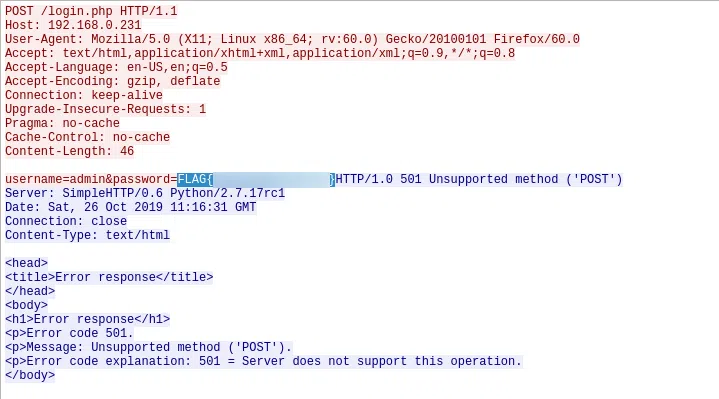 POST /login.php HTTP/1.1
Host: 192.168.0.231
User-Agent: Mozilla/5.0 (X11; Linux x86_64; rv:60.0) Gecko/20100101 Firefox/60.0
Accept: text/html,application/xhtml+xml,application/xml;q=0.9,*/*;q=0.8
Accept-Language: en-US,en;q=0.5
Accept-Encoding: gzip, deflate
Connection: keep-alive
Upgrade-Insecure-Requests: 1
Pragma: no-cache
Cache-Control: no-cache
Content-Length: 46
username=admin&password=FLAG{ }HTTP/1.0 501 Unsupported method ('POST')
Server: SimpleHTTP/0.6 Python/2.7.17rc1
Date: Sat, 26 Oct 2019 11:16:31 GMT
Connection: close
Content-Type: text/html
<head>
<title>Error response</title>
</head>
<body>
<h1>Error response</h1>
<p>Error code 501.
<p>Message: Unsupported method ('POST').
<p>Error code explanation: 501 = Server does not support this operation.
</body>